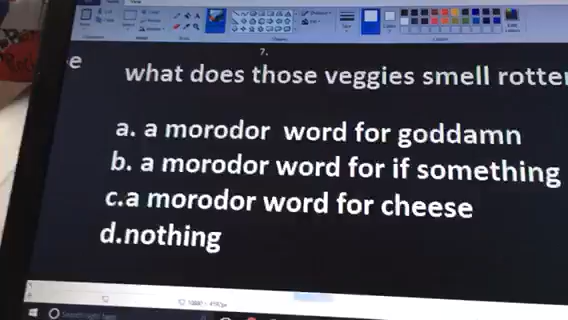 7.
e
what does those veggies smell rotte
a. a morodor word for goddamn
b. a morodor word for if something
c.a morodor word for cheese
d.nothing